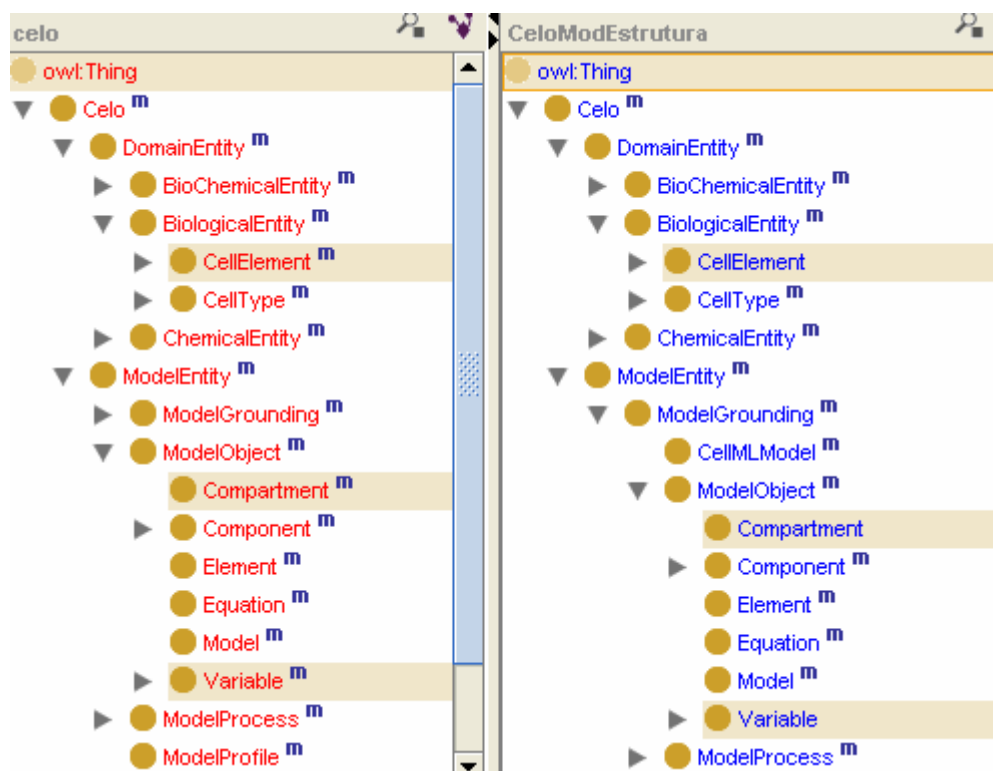 celo
owl:Thing
Celo m
DomainEntity m
BioChemicalEntity m
BiologicalEntity m
CellElement m
CellType m
ChemicalEntity m
ModelEntity m
ModelGrounding m
ModelObject m
Compartment m
Component m
Element m
Equation m
Model m
Variable m
ModelProcess m
ModelProfile m
CeloModEstrutura
owl:Thing
Celo m
DomainEntity m
BioChemicalEntity m
BiologicalEntity m
CellElement
CellType m
ChemicalEntity m
ModelEntity m
ModelGrounding m
CellMLModel m
ModelObject m
Compartment
Component m
Element m
Equation m
Model m
Variable
ModelProcess m